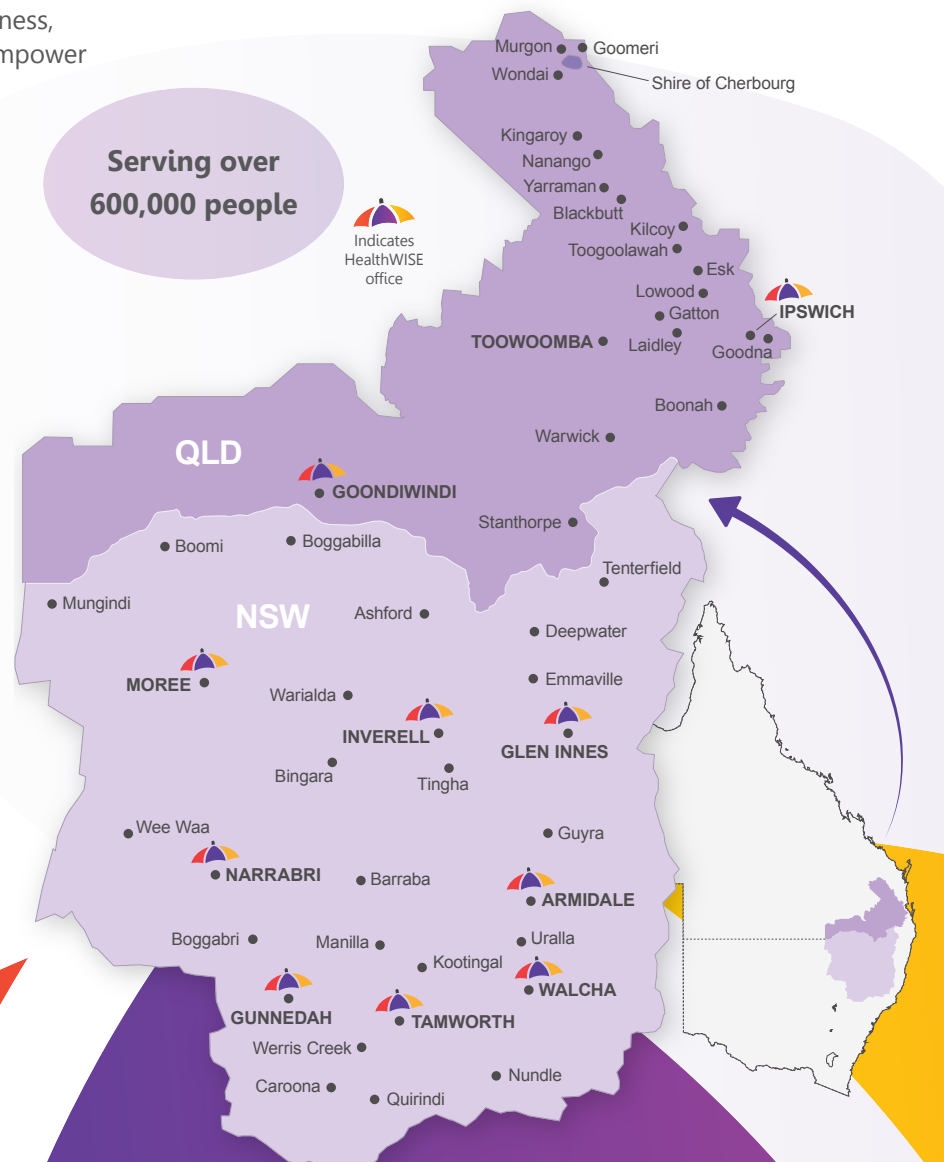 ness,
mpower
Serving over
600,000 people
Indicates
HealthWISE
office
Murgon
Goomeri
Wondai
Shire of Cherbourg
Kingaroy
Nanango
Yarraman
Blackbutt
Kilcoy
Toogoolawah
Esk
Lowood
IPSWICH
Gatton
TOOWOOMBA
Laidley
Goodna
Boonah
Warwick
QLD
GOONDIWINDI
Stanthorpe
Boomi
Boggabilla
Tenterfield
Mungindi
NSW
Ashford
Deepwater
MOREE
Emmaville
Warialda
INVERELL
GLEN INNES
Bingara
Tingha
Wee Waa
Guyra
NARRABRI
Barraba
ARMIDALE
Boggabri
Manilla
Uralla
Kootingal
WALCHA
GUNNEDAH
TAMWORTH
Werris Creek
Nundle
Caroona
Quirindi